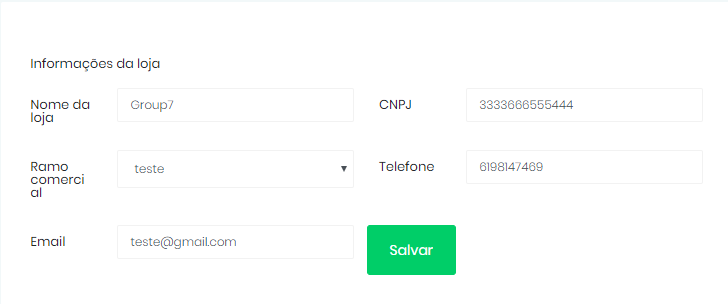 Informações da loja
Nome da
loja
Group7
CNPJ
3333666555444
Ramo
comerci
al
teste
Telefone
6198147469
Email
teste@gmail.com
Salvar